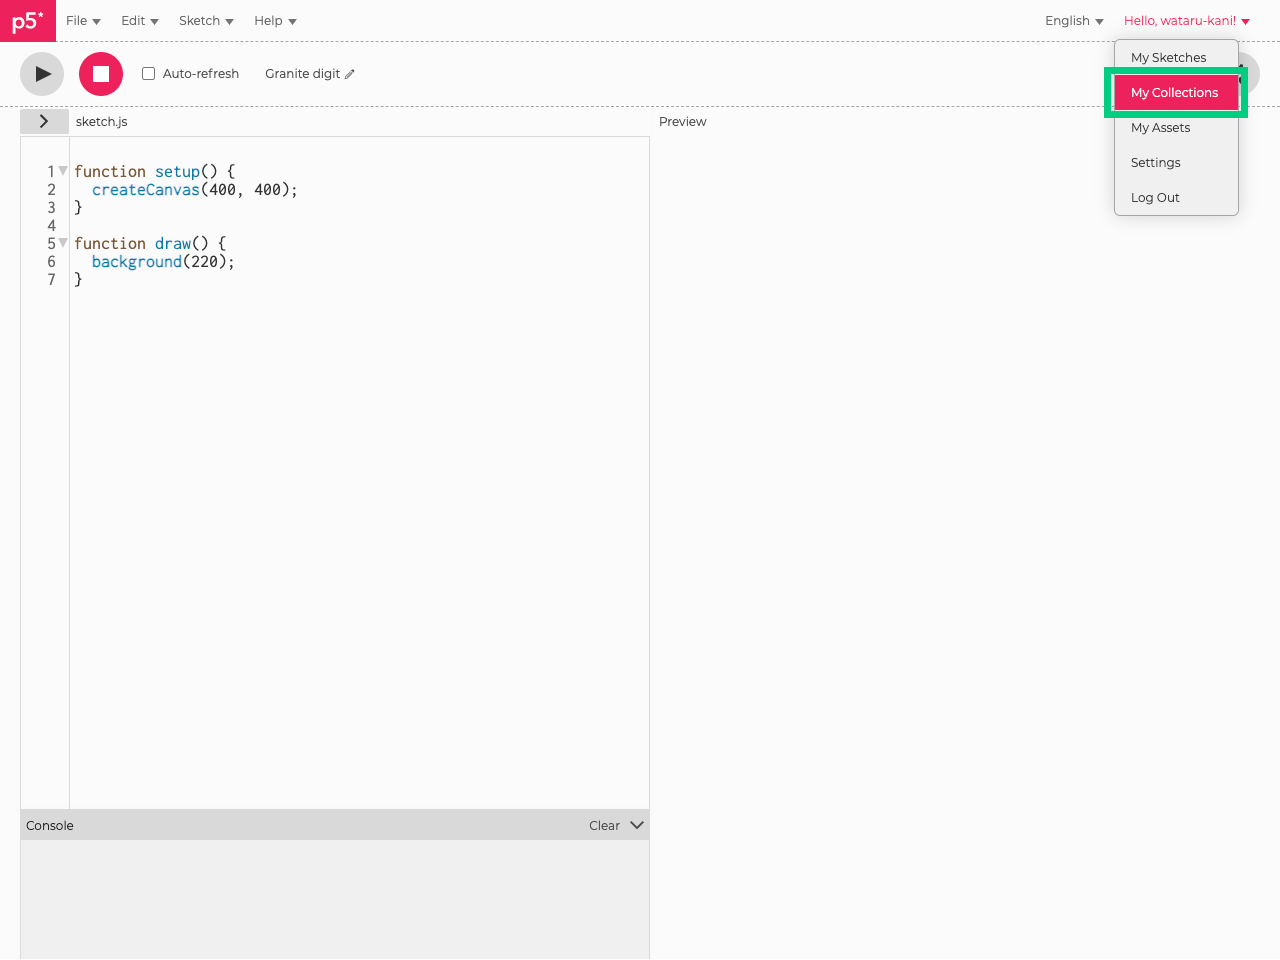 p5*
File
Edit
Sketch
Help
English
Hello, wataru-kani!
My Sketches
My Collections
My Assets
Settings
Log Out
Auto-refresh
Granite digit
sketch.js
Preview
1 function setup() {
2 createCanvas(400, 400);
3 }
4
5 function draw() {
6 background(220);
7 }
Console
Clear